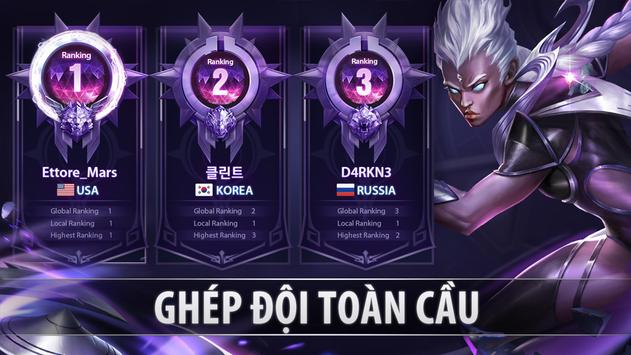 Ranking
1
Ettore_Mars
USA
Global Ranking 1
Local Ranking 1
Highest Ranking 1
Ranking
2
클린트
KOREA
Global Ranking 2
Local Ranking 1
Highest Ranking 3
Ranking
3
D4RKN3
RUSSIA
Global Ranking 3
Local Ranking 1
Highest Ranking 3
GHÉP ĐỘI TOÀN CẦU